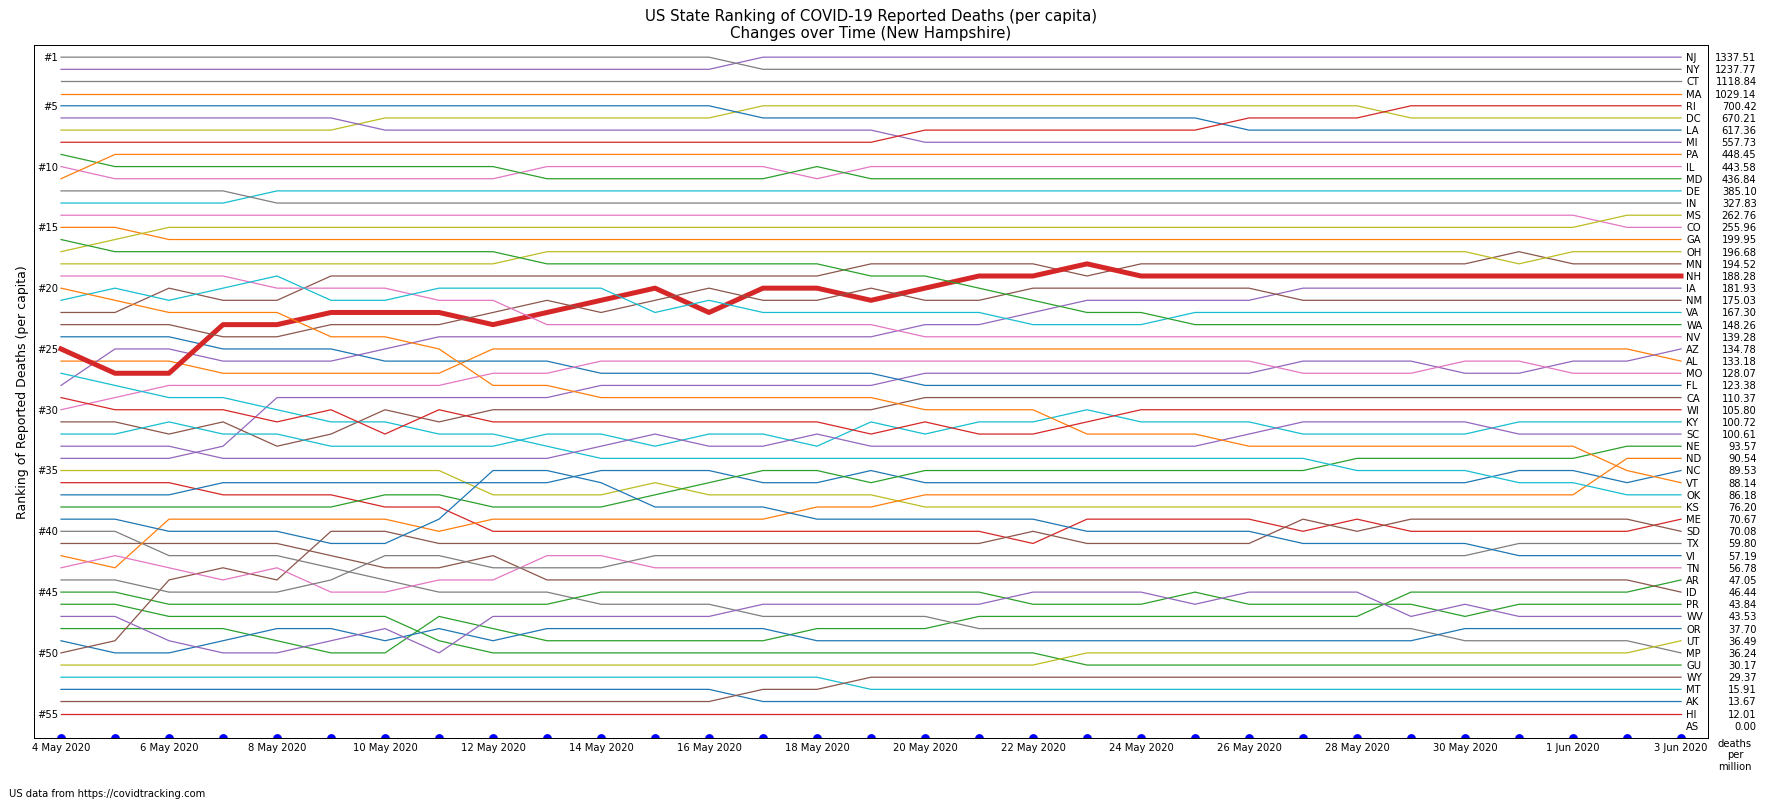 US State Ranking of COVID-19 Reported Deaths (per capita)
Changes over Time (New Hampshire)
Ranking of Reported Deaths (per capita)
#1
#5
#10
#15
#20
#25
#30
#35
#40
#45
#50
#55
NJ 1337.51
NY 1237.77
CT 1118.84
MA 1029.14
RI 700.42
DC 670.21
LA 617.36
MI 557.73
PA 448.45
IL 443.58
MD 436.84
DE 385.10
IN 327.83
MS 262.76
CO 255.96
GA 199.95
OH 196.68
MN 194.52
NH 188.28
IA 181.93
NM 175.03
VA 167.30
WA 148.26
NV 139.28
AZ 134.78
AL 133.18
MO 128.07
FL 123.38
CA 110.37
WI 105.80
KY 100.72
SC 100.61
NE 93.57
ND 90.54
NC 89.53
VT 88.14
OK 86.18
KS 76.20
ME 70.67
SD 70.08
TX 59.80
VI 57.19
TN 56.78
AR 47.05
ID 46.44
PR 43.84
WV 43.53
OR 37.70
UT 36.49
MP 36.24
GU 30.17
WY 29.37
MT 15.91
AK 13.67
HI 12.01
AS 0.00
4 May 2020 6 May 2020 8 May 2020 10 May 2020 12 May 2020 14 May 2020 16 May 2020 18 May 2020 20 May 2020 22 May 2020 24 May 2020 26 May 2020 28 May 2020 30 May 2020 1 Jun 2020 3 Jun 2020
deaths
per
million
US data from https://covidtracking.com